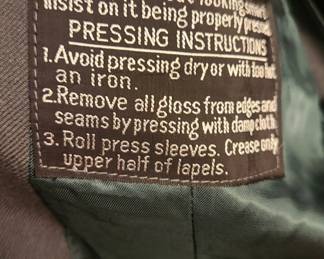 looking smart
insist on it being properly pressed
PRESSING INSTRUCTIONS
1. Avoid pressing dry or with too hot
an iron.
2. Remove all gloss from edges and
seams by pressing with damp cloth.
3. Roll press sleeves. Crease only
upper half of lapels.